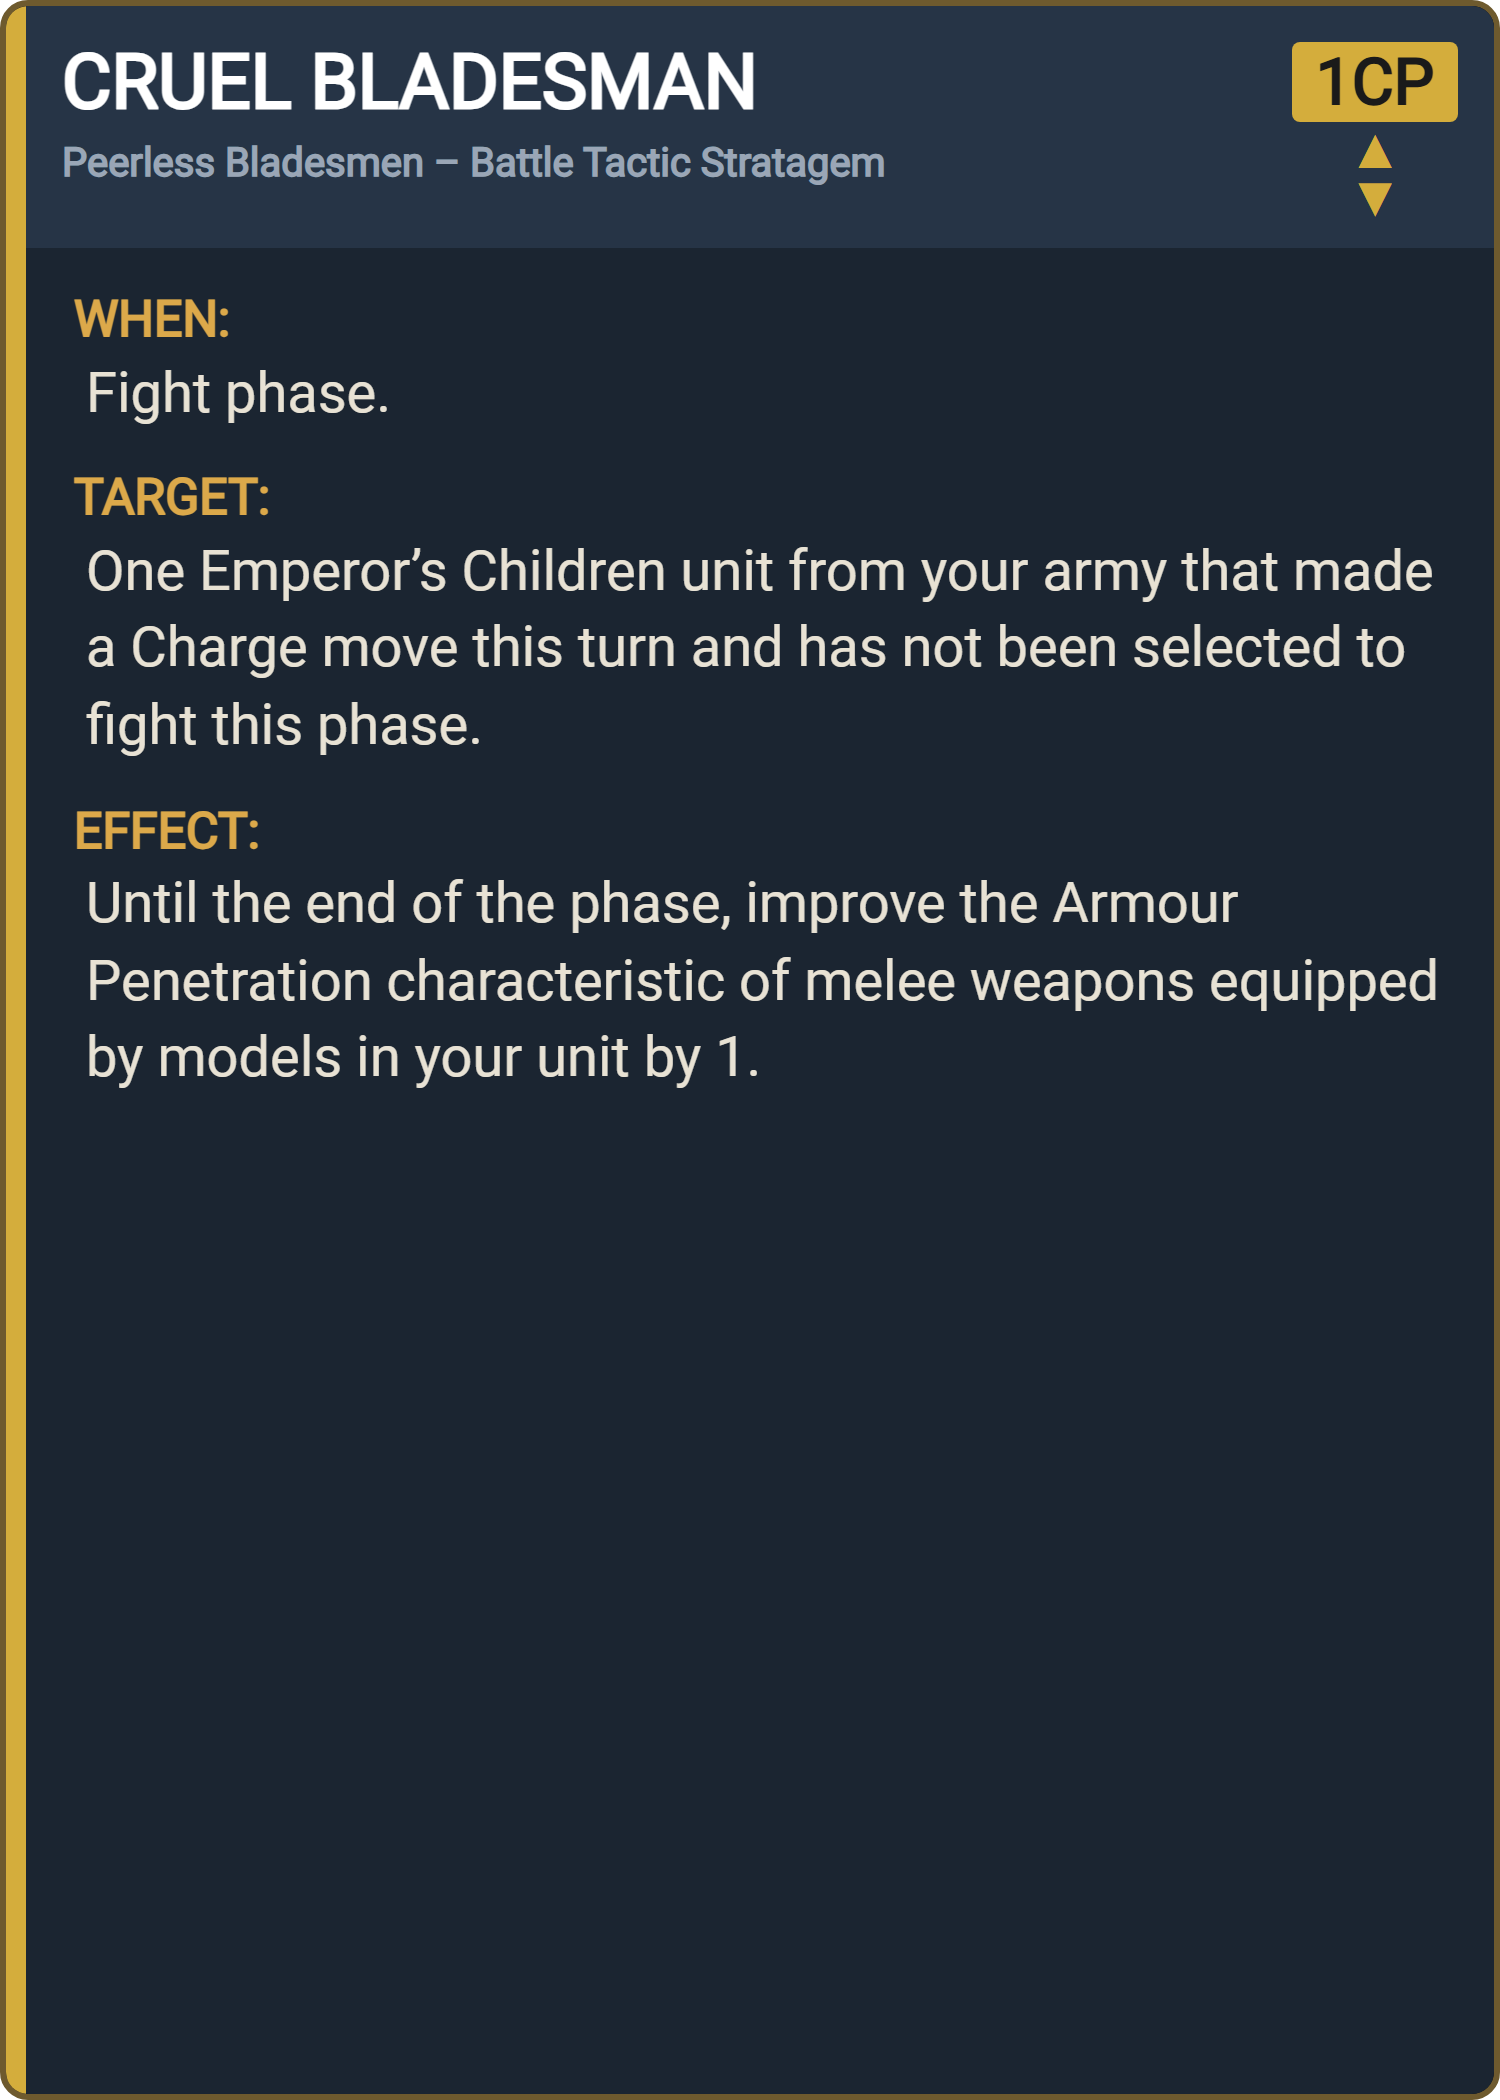 CRUEL BLADESMAN
1CP
Peerless Bladesmen – Battle Tactic Stratagem
▲
▼
WHEN:
Fight phase.
TARGET:
One Emperor’s Children unit from your army that made
a Charge move this turn and has not been selected to
fight this phase.
EFFECT:
Until the end of the phase, improve the Armour
Penetration characteristic of melee weapons equipped
by models in your unit by 1.